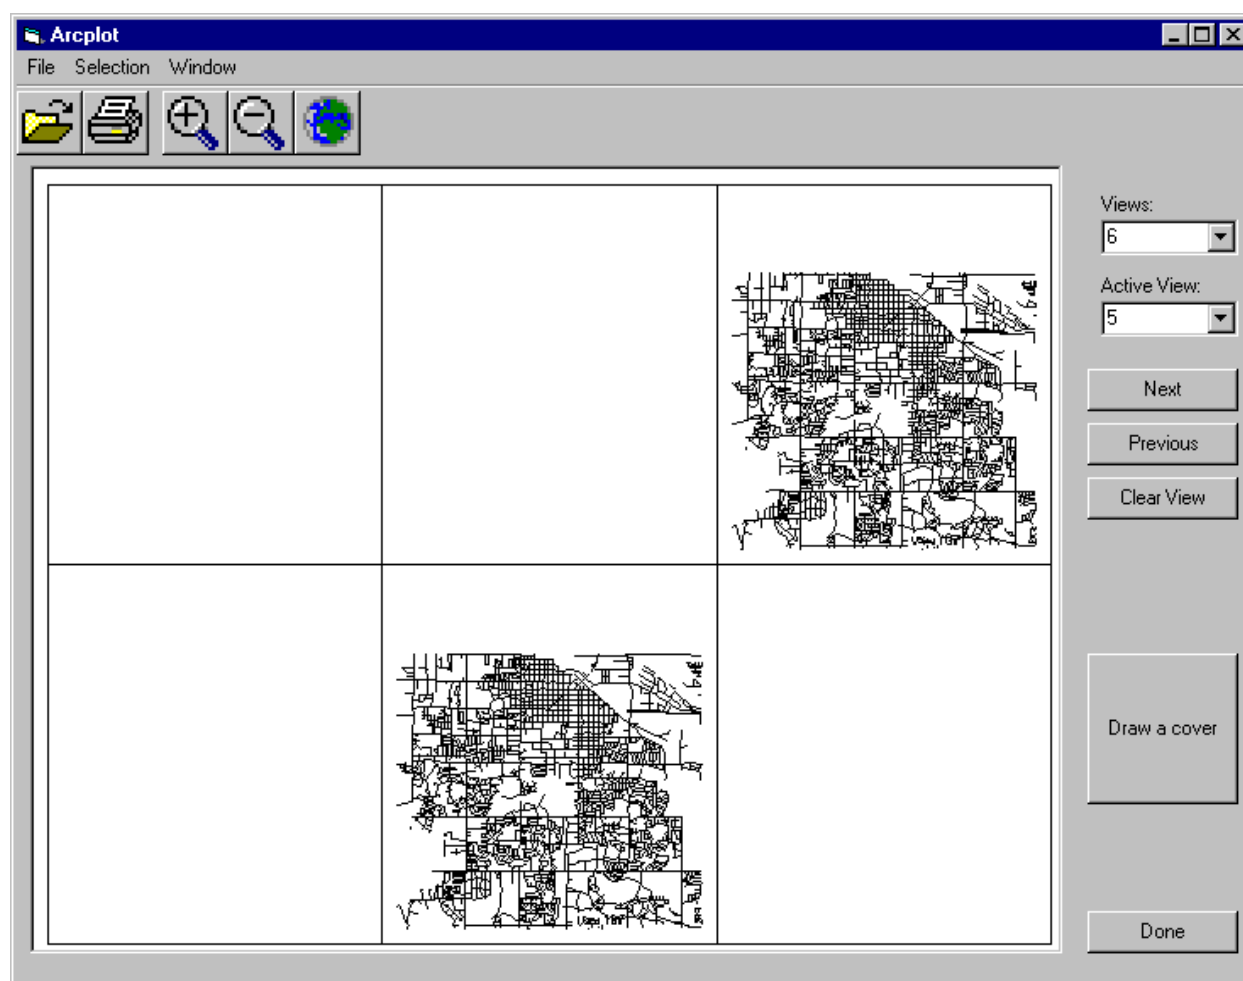 Arcplot
File Selection Window
Views:
6
Active View:
5
Next
Previous
Clear View
Draw a cover
Done